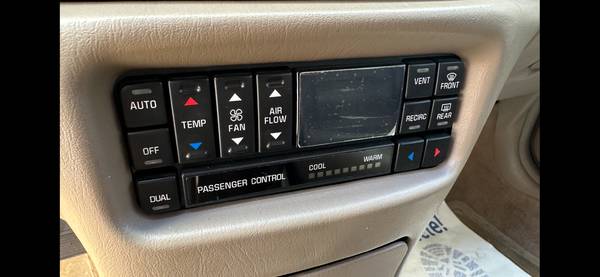 AUTO
OFF
DUAL
TEMP
FAN
AIR
FLOW
VENT
FRONT
RECIRC
REAR
PASSENGER CONTROL
COOL
WARM